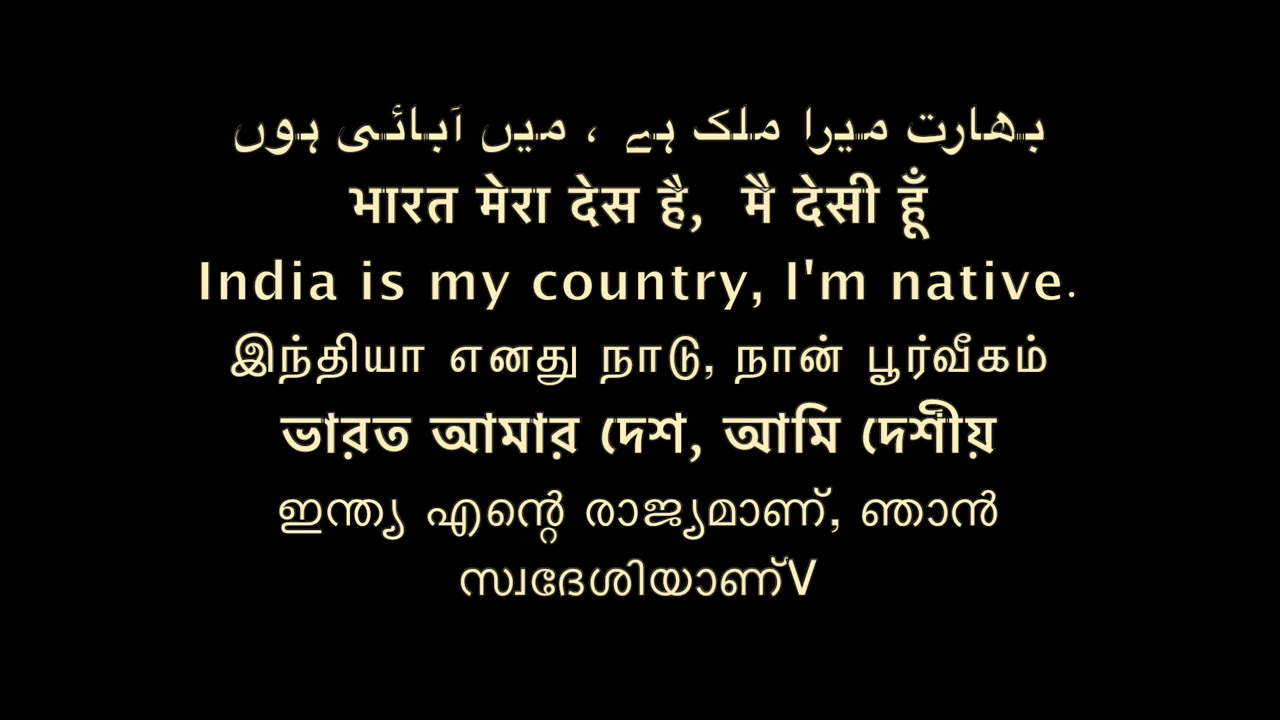 بھارت میرا ملک ہے ، میں آبائی ہوں
भारत मेरा देस है, मै देसी हूँ
India is my country, I'm native.
இந்தியா எனது நாடு, நான் பூர்வீகம்
ভারত আমার দেশ, আমি দেশীয়
ഇന്ത്യ എന്റെ രാജ്യമാണ്, ഞാൻ
സ്വദേശിയാണ്V